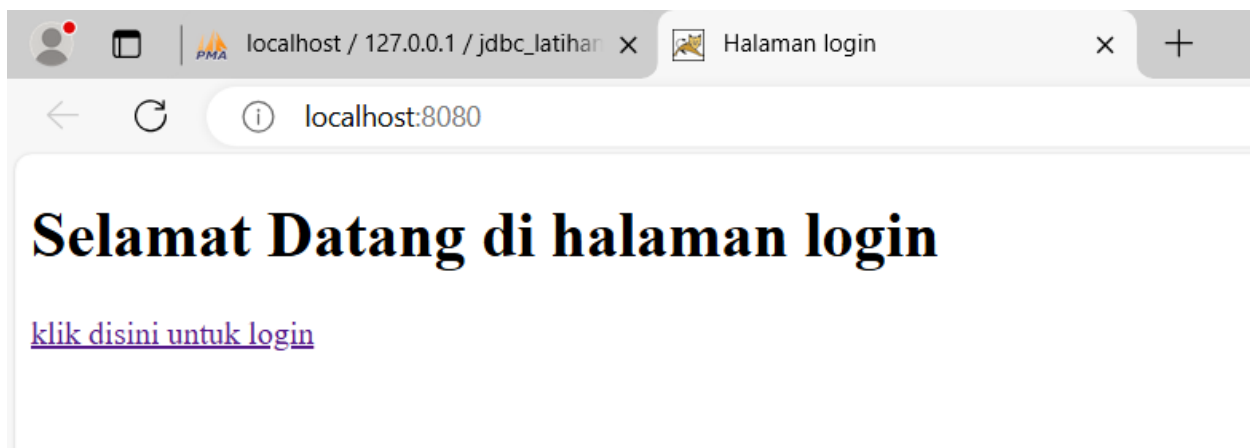 PMA localhost / 127.0.0.1 / jdbc_latihan Halaman login
localhost:8080
Selamat Datang di halaman login
klik disini untuk login